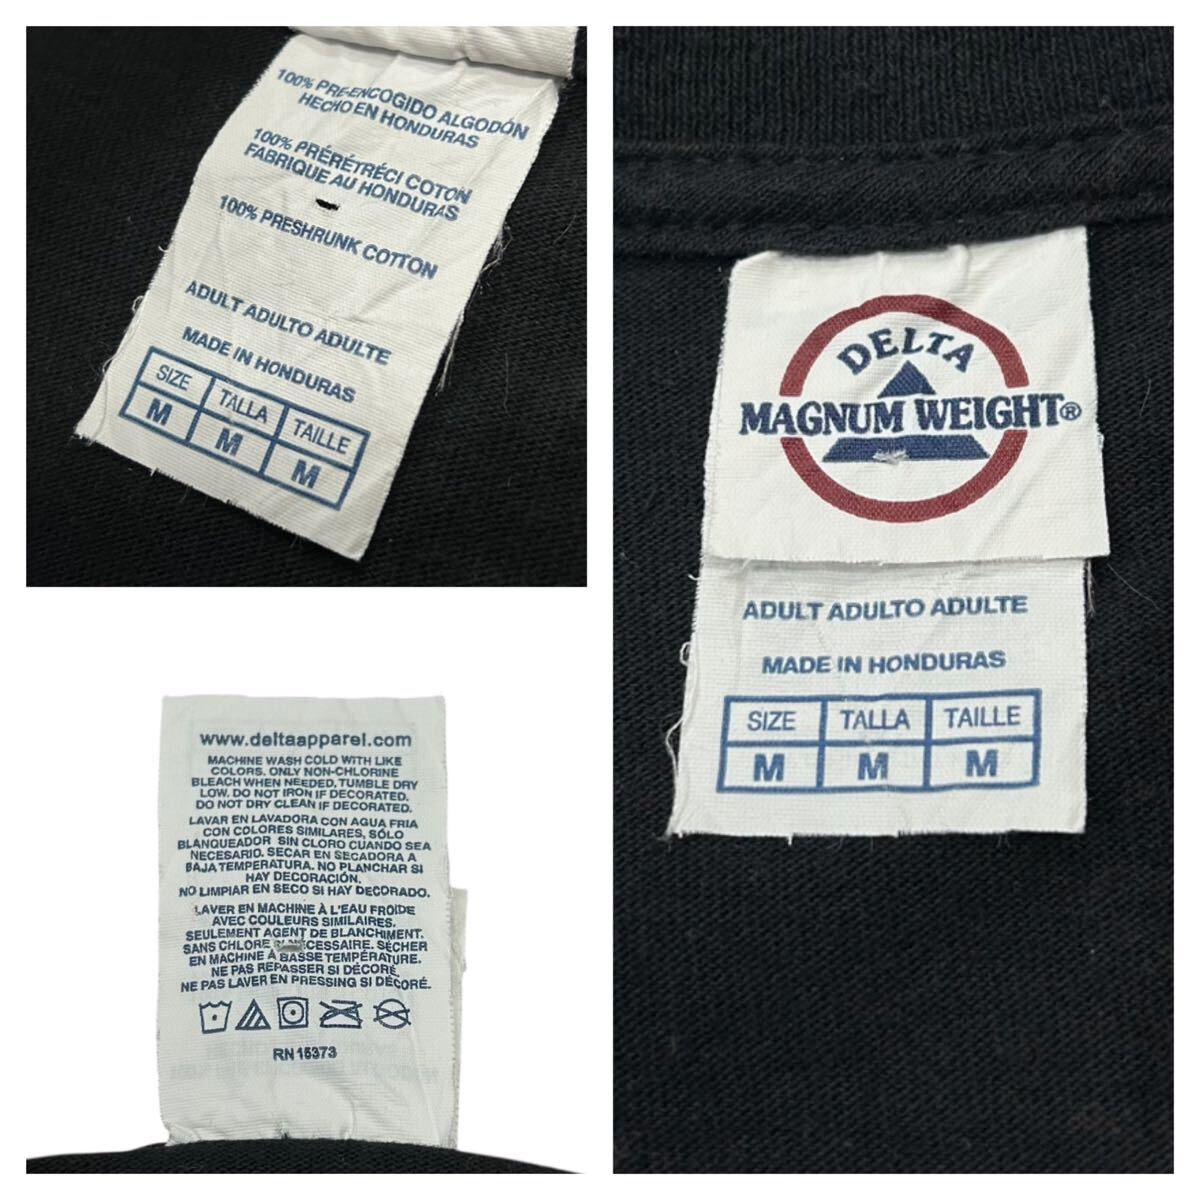 100% PRE-ENCOGIDO ALGODÓN
HECHO EN HONDURAS
100% PRÉRÉTRÉCI COTON
FABRIQUE AU HONDURAS
100% PRESHRUNK COTTON
ADULT ADULTO ADULTE
MADE IN HONDURAS
SIZE TALLA TAILLE
M M M
DELTA
MAGNUM WEIGHT®
ADULT ADULTO ADULTE
MADE IN HONDURAS
SIZE TALLA TAILLE
M M M
www.deltaapparel.com
MACHINE WASH COLD WITH LIKE
COLORS. ONLY NON-CHLORINE
BLEACH WHEN NEEDED, TUMBLE DRY
LOW. DO NOT IRON IF DECORATED.
DO NOT DRY CLEAN IF DECORATED.
LAVAR EN LAVADORA CON AGUA FRIA
CON COLORES SIMILARES, SÓLO
BLANQUEADOR SIN CLORO CUANDO SEA
NECESARIO. SECAR EN SECADORA A
BAJA TEMPERATURA. NO PLANCHAR SI
HAY DECORACIÓN.
NO LIMPIAR EN SECO SI HAY DECORADO.
LAVER EN MACHINE À L'EAU FROIDE
AVEC COULEURS SIMILAIRES.
SEULEMENT AGENT DE BLANCHIMENT.
SANS CHLORE SI NÉCESSAIRE. SÉCHER
EN MACHINE À BASSE TEMPÉRATURE.
NE PAS REPASSER SI DÉCORÉ.
NE PAS LAVER EN PRESSING SI DÉCORÉ.
RN 15373